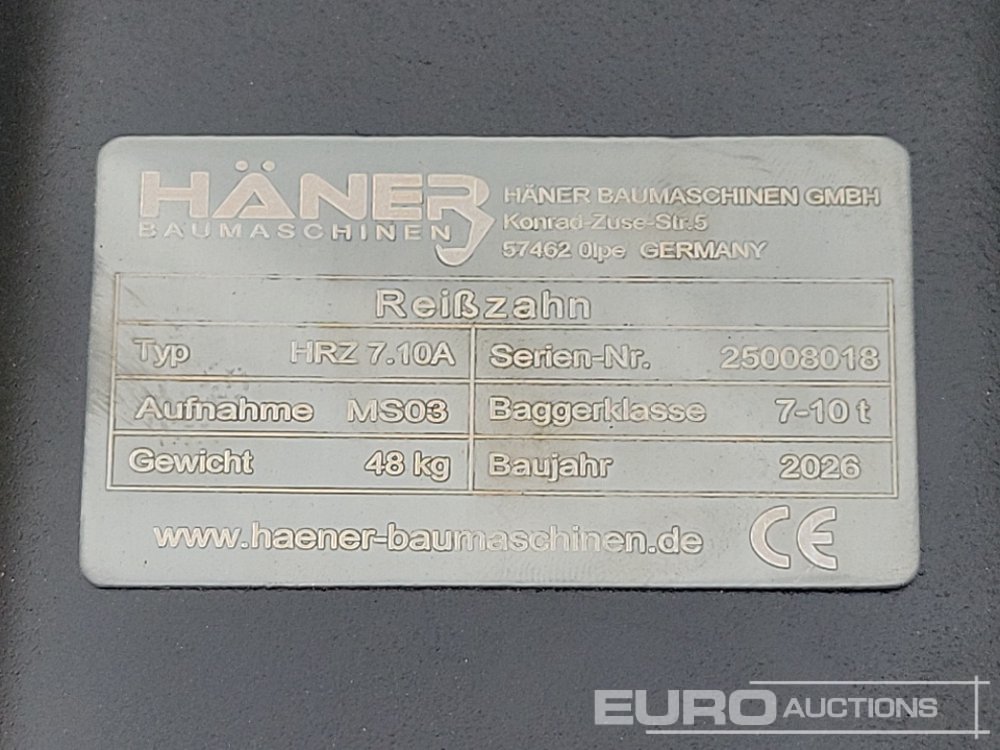 HÄNER
BAUMASCHINEN
HÄNER BAUMASCHINEN GMBH
Konrad-Zuse-Str.5
57462 Olpe GERMANY
Reißzahn
Typ HRZ 7.10A Serien-Nr. 25008018
Aufnahme MS03 Baggerklasse 7-10 t
Gewicht 48 kg Baujahr 2026
www.haener-baumaschinen.de CE
EURO AUCTIONS